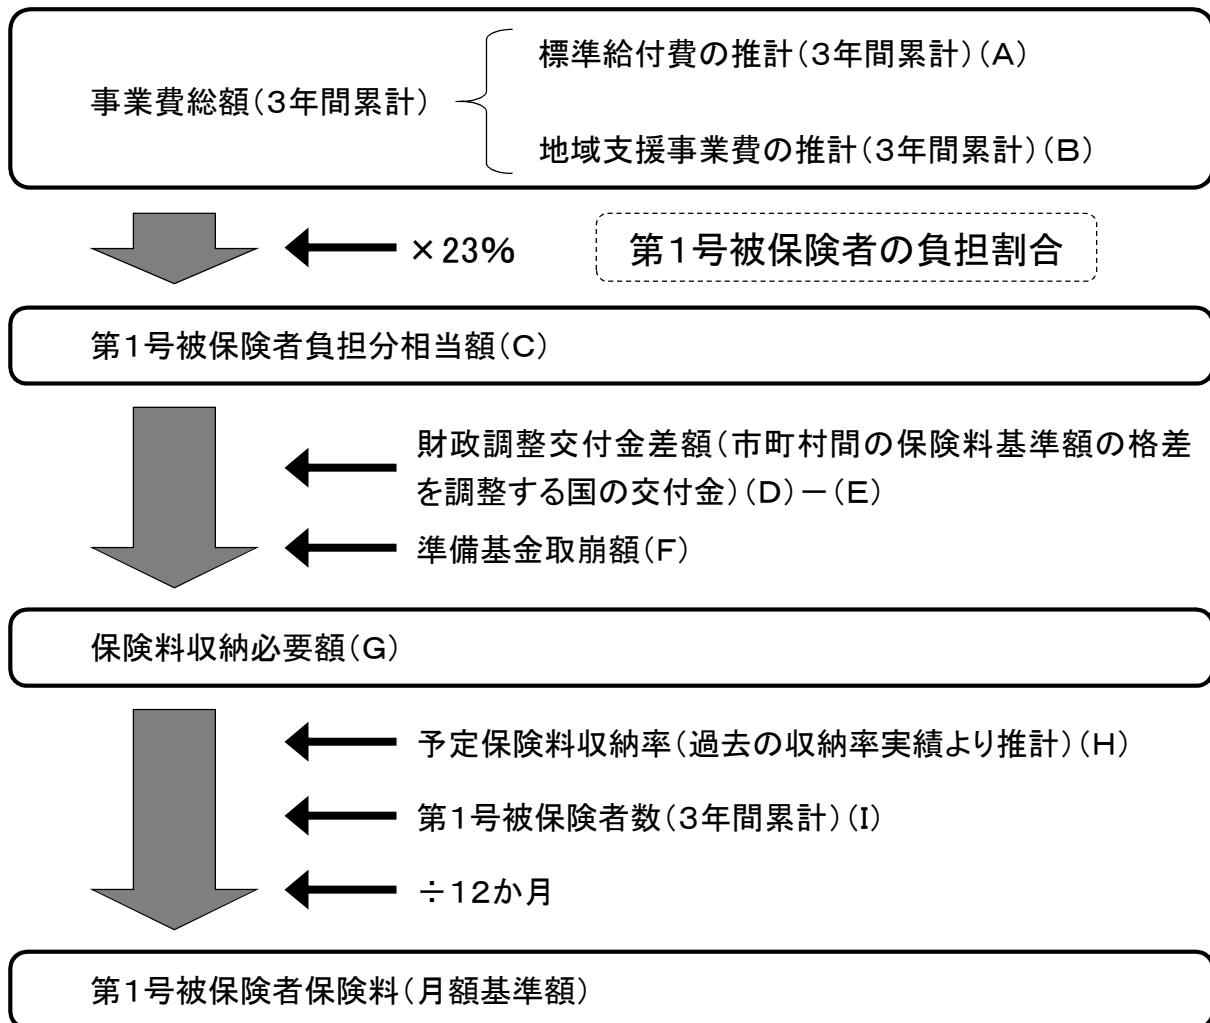 標準給付費の推計(3年間累計)(A)
事業費総額(3年間累計)
地域支援事業費の推計(3年間累計)(B)
×23%
第1号被保険者の負担割合
第1号被保険者負担分相当額(C)
財政調整交付金差額(市町村間の保険料基準額の格差
を調整する国の交付金)(D)-(E)
準備基金取崩額(F)
保険料収納必要額(G)
予定保険料収納率(過去の収納率実績より推計)(H)
第1号被保険者数(3年間累計)(I)
÷12か月
第1号被保険者保険料(月額基準額)